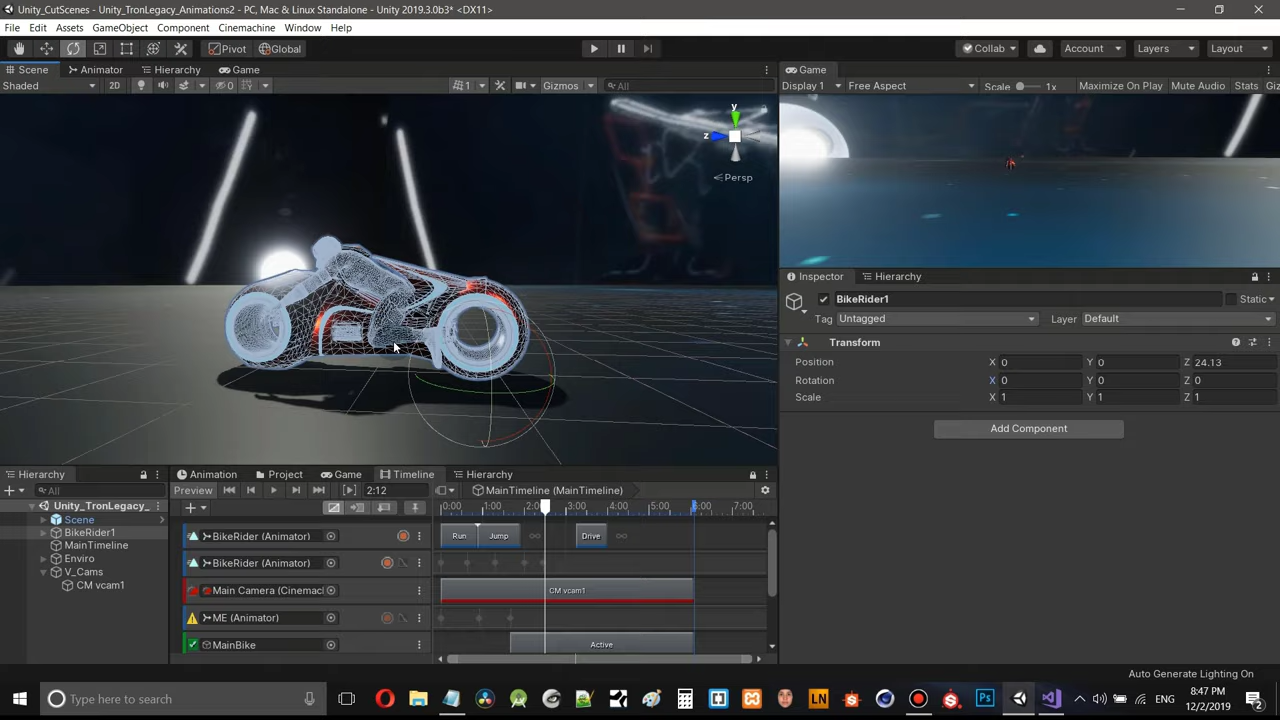 Unity_CutScenes - Unity_TronLegacy_Animations2 - PC, Mac & Linux Standalone - Unity 2019.3.0b3* <DX11>
File Edit Assets GameObject Component Cinemachine Window Help
Pivot Global Collab Account Layers Layout
Scene Animator Hierarchy Game
Shaded 2D 0 1 Gizmos All
Game
Display 1 Free Aspect Scale 1x Maximize On Play Mute Audio Stats Giz
y
z
Persp
Inspector Hierarchy
BikeRider1 Static
Tag Untagged Layer Default
Transform
Position X 0 Y 0 Z 24.13
Rotation X 0 Y 0 Z 0
Scale X 1 Y 1 Z 1
Add Component
Hierarchy
All
Unity_TronLegacy_
Scene
BikeRider1
MainTimeline
Enviro
V_Cams
CM vcam1
Animation Project Game Timeline Hierarchy
Preview 2:12 MainTimeline (MainTimeline)
0:00 1:00 2:00 3:00 4:00 5:00 6:00 7:00
BikeRider (Animator) Run Jump Drive
BikeRider (Animator)
Main Camera (Cinemac CM vcam1
ME (Animator)
MainBike Active
Auto Generate Lighting On
Type here to search
LN
Ps
ENG
8:47 PM
12/2/2019
2